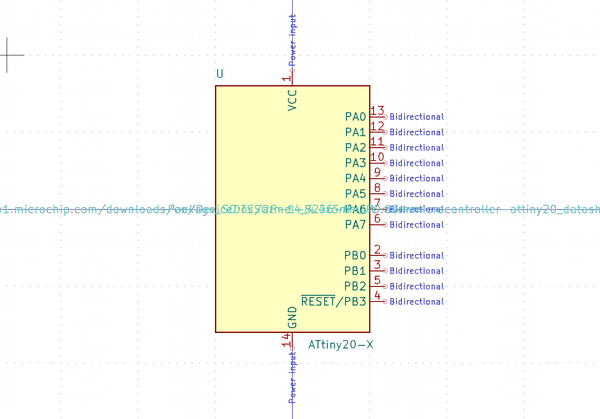 Power input
1
U
VCC
PA0 13 Bidirectional
PA1 12 Bidirectional
PA2 11 Bidirectional
PA3 10 Bidirectional
PA4 9 Bidirectional
PA5 8 Bidirectional
PA6 7
PA7 6 Bidirectional
PB0 2 Bidirectional
PB1 3 Bidirectional
PB2 5 Bidirectional
RESET/PB3 4 Bidirectional
GND
14
ATtiny20-X
Power input